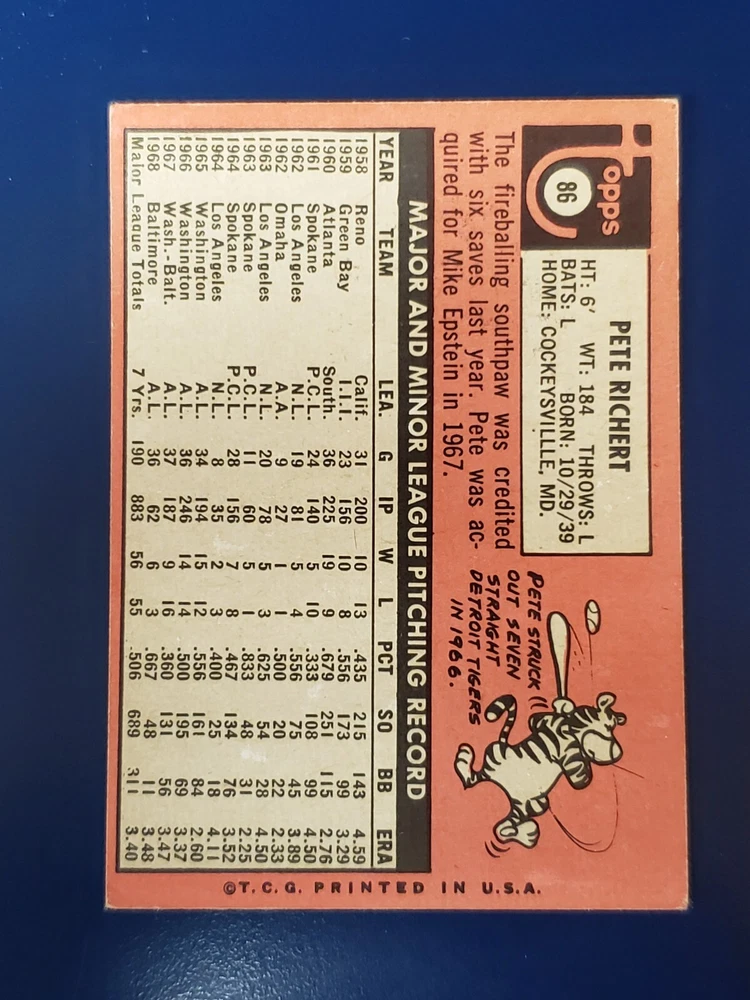 Topps
86
PETE RICHERT
HT: 6' WT: 184 THROWS: L
BATS: L BORN: 10/29/39
HOME: COCKEYSVILLLE, MD.
The fireballing southpaw was credited
with six saves last year. Pete was ac-
quired for Mike Epstein in 1967.
PETE STRUCK
OUT SEVEN
STRAIGHT
DETROIT TIGERS
IN 1966.
MAJOR AND MINOR LEAGUE PITCHING RECORD
YEAR TEAM LEA. G IP W L PCT SO BB ERA
1958 Reno Calif. 31 200 10 13 .435 215 143 4.59
1959 Green Bay I.I.I. 23 156 10 8 .556 173 99 3.29
1960 Atlanta South. 36 225 19 9 .679 251 115 2.76
1961 Spokane P.C.L. 24 140 5 10 .333 108 99 4.50
1962 Los Angeles N.L. 19 81 5 4 .556 75 45 3.89
1962 Omaha A.A. 9 27 1 1 .500 20 22 2.33
1963 Los Angeles N.L. 20 78 5 3 .625 54 28 4.50
1963 Spokane P.C.L. 11 60 5 1 .833 48 31 2.25
1964 Spokane P.C.L. 28 156 7 8 .467 134 76 3.52
1964 Los Angeles N.L. 8 35 2 3 .400 25 18 4.11
1965 Washington A.L. 34 194 15 12 .556 161 84 2.60
1966 Washington A.L. 36 246 14 14 .500 195 69 3.37
1967 Wash.-Balt. A.L. 37 187 9 16 .360 131 56 3.47
1968 Baltimore A.L. 36 62 6 3 .667 48 11 3.48
Major League Totals 7 Yrs. 190 883 56 55 .506 689 311 3.40
©T.C.G. PRINTED IN U.S.A.